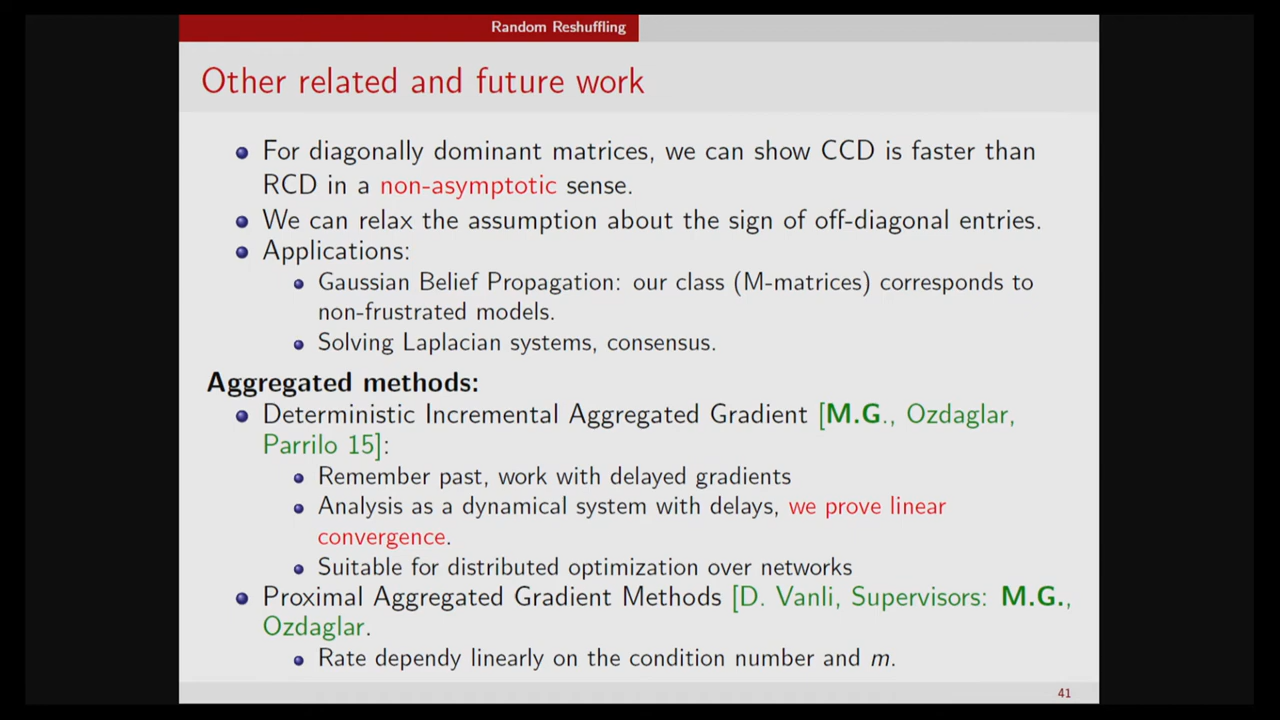 Random Reshuffling
Other related and future work
For diagonally dominant matrices, we can show CCD is faster than
RCD in a non-asymptotic sense.
We can relax the assumption about the sign of off-diagonal entries.
Applications:
Gaussian Belief Propagation: our class (M-matrices) corresponds to
non-frustrated models.
Solving Laplacian systems, consensus.
Aggregated methods:
Deterministic Incremental Aggregated Gradient [M.G., Ozdaglar,
Parrilo 15]:
Remember past, work with delayed gradients
Analysis as a dynamical system with delays, we prove linear
convergence.
Suitable for distributed optimization over networks
Proximal Aggregated Gradient Methods [D. Vanli, Supervisors: M.G.,
Ozdaglar.
Rate dependy linearly on the condition number and m.
41